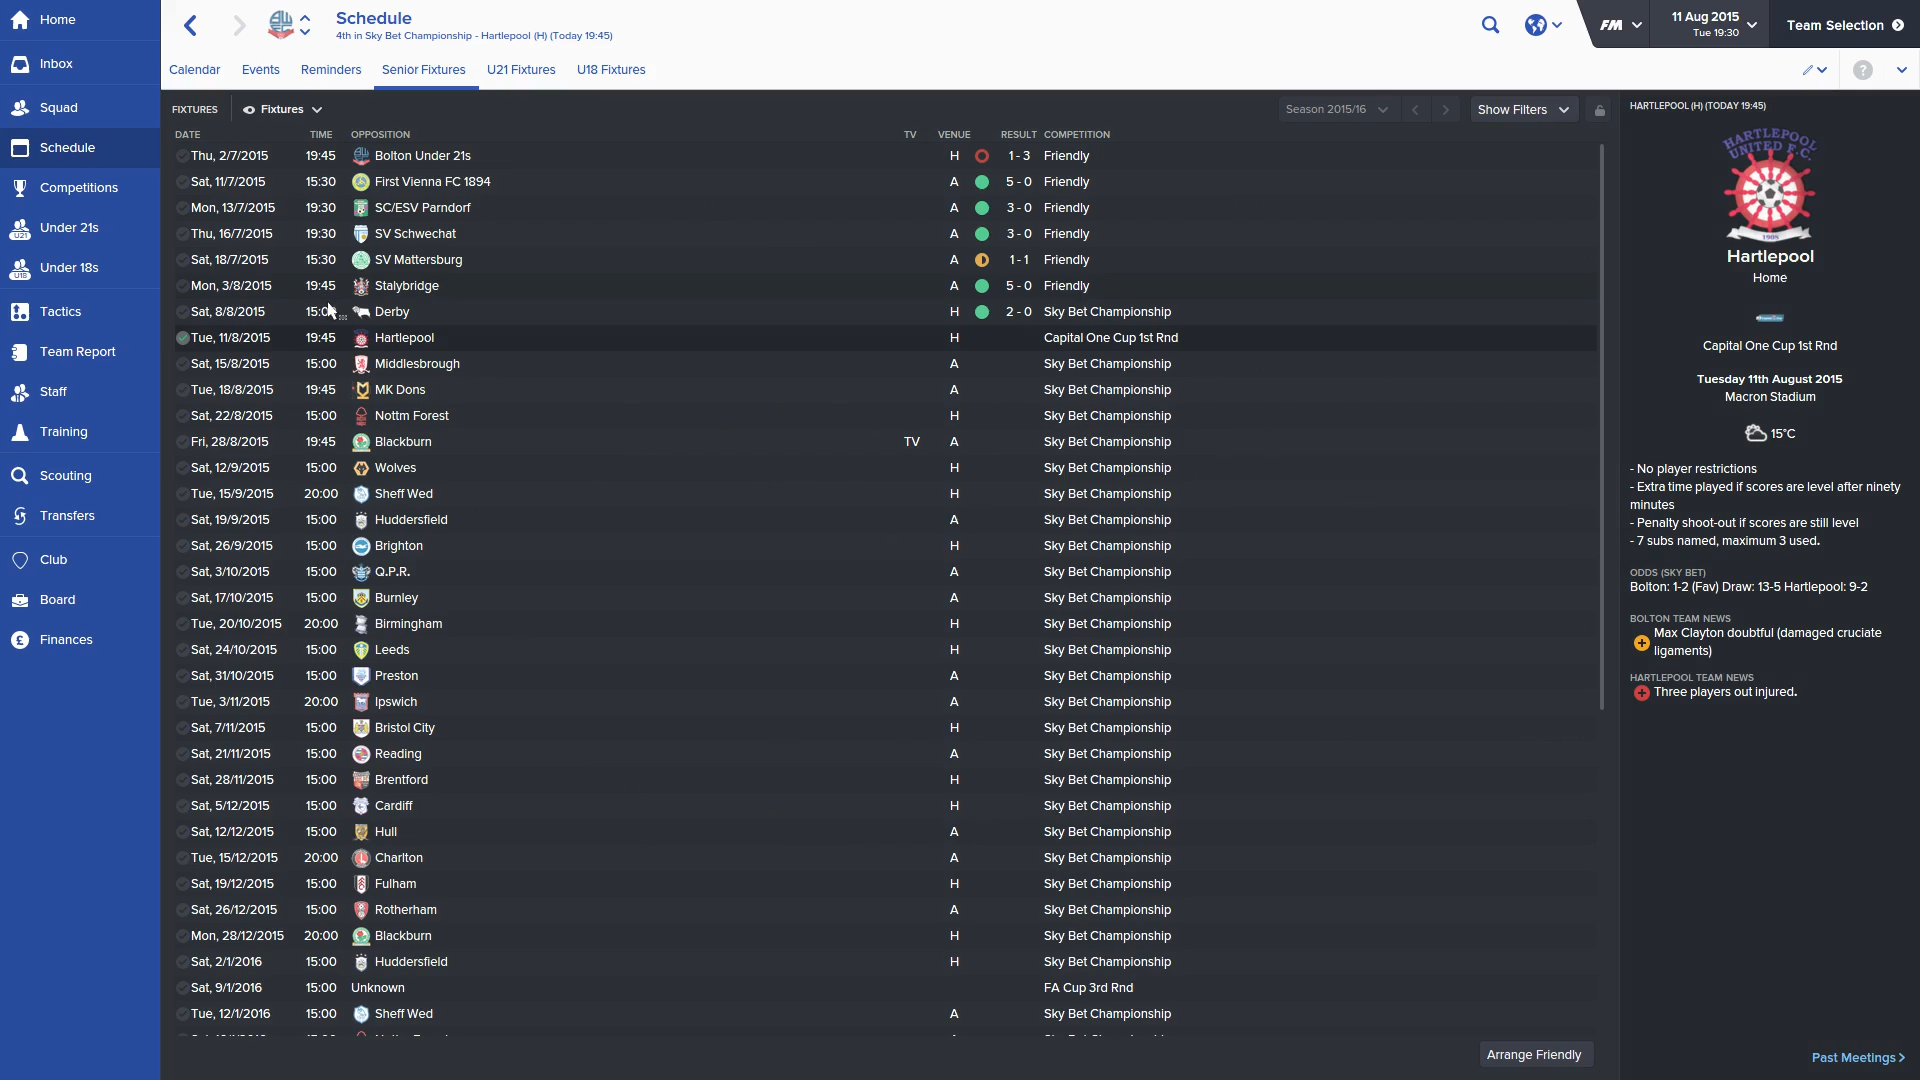 Home
Inbox
Squad
Schedule
Competitions
U21
Under 21s
U18
Under 18s
Tactics
Team Report
Staff
Training
Scouting
Transfers
Club
Board
Finances
Schedule
4th in Sky Bet Championship - Hartlepool (H) (Today 19:45)
FM
11 Aug 2015
Tue 19:30
Team Selection
Calendar Events Reminders Senior Fixtures U21 Fixtures U18 Fixtures
FIXTURES Fixtures Season 2015/16 Show Filters
DATE TIME OPPOSITION TV VENUE RESULT COMPETITION
Thu, 2/7/2015 19:45 Bolton Under 21s H 1 - 3 Friendly
Sat, 11/7/2015 15:30 First Vienna FC 1894 A 5 - 0 Friendly
Mon, 13/7/2015 19:30 SC/ESV Parndorf A 3 - 0 Friendly
Thu, 16/7/2015 19:30 SV Schwechat A 3 - 0 Friendly
Sat, 18/7/2015 15:30 SV Mattersburg A 1 - 1 Friendly
Mon, 3/8/2015 19:45 Stalybridge A 5 - 0 Friendly
Sat, 8/8/2015 Derby H 2 - 0 Sky Bet Championship
Tue, 11/8/2015 19:45 Hartlepool H Capital One Cup 1st Rnd
Sat, 15/8/2015 15:00 Middlesbrough A Sky Bet Championship
Tue, 18/8/2015 19:45 MK Dons A Sky Bet Championship
Sat, 22/8/2015 15:00 Nottm Forest H Sky Bet Championship
Fri, 28/8/2015 19:45 Blackburn TV A Sky Bet Championship
Sat, 12/9/2015 15:00 Wolves H Sky Bet Championship
Tue, 15/9/2015 20:00 Sheff Wed H Sky Bet Championship
Sat, 19/9/2015 15:00 Huddersfield A Sky Bet Championship
Sat, 26/9/2015 15:00 Brighton H Sky Bet Championship
Sat, 3/10/2015 15:00 Q.P.R. A Sky Bet Championship
Sat, 17/10/2015 15:00 Burnley A Sky Bet Championship
Tue, 20/10/2015 20:00 Birmingham H Sky Bet Championship
Sat, 24/10/2015 15:00 Leeds H Sky Bet Championship
Sat, 31/10/2015 15:00 Preston A Sky Bet Championship
Tue, 3/11/2015 20:00 Ipswich A Sky Bet Championship
Sat, 7/11/2015 15:00 Bristol City H Sky Bet Championship
Sat, 21/11/2015 15:00 Reading A Sky Bet Championship
Sat, 28/11/2015 15:00 Brentford H Sky Bet Championship
Sat, 5/12/2015 15:00 Cardiff H Sky Bet Championship
Sat, 12/12/2015 15:00 Hull A Sky Bet Championship
Tue, 15/12/2015 20:00 Charlton A Sky Bet Championship
Sat, 19/12/2015 15:00 Fulham H Sky Bet Championship
Sat, 26/12/2015 15:00 Rotherham A Sky Bet Championship
Mon, 28/12/2015 20:00 Blackburn H Sky Bet Championship
Sat, 2/1/2016 15:00 Huddersfield H Sky Bet Championship
Sat, 9/1/2016 15:00 Unknown FA Cup 3rd Rnd
Tue, 12/1/2016 15:00 Sheff Wed A Sky Bet Championship
Arrange Friendly
HARTLEPOOL (H) (TODAY 19:45)
HARTLEPOOL
UNITED F.C.
1908
Hartlepool
Home
Capital One Cup 1st Rnd
Tuesday 11th August 2015
Macron Stadium
15°C
- No player restrictions
- Extra time played if scores are level after ninety
minutes
- Penalty shoot-out if scores are still level
- 7 subs named, maximum 3 used.
ODDS (SKY BET)
Bolton: 1-2 (Fav) Draw: 13-5 Hartlepool: 9-2
BOLTON TEAM NEWS
Max Clayton doubtful (damaged cruciate
ligaments)
HARTLEPOOL TEAM NEWS
Three players out injured.
Past Meetings